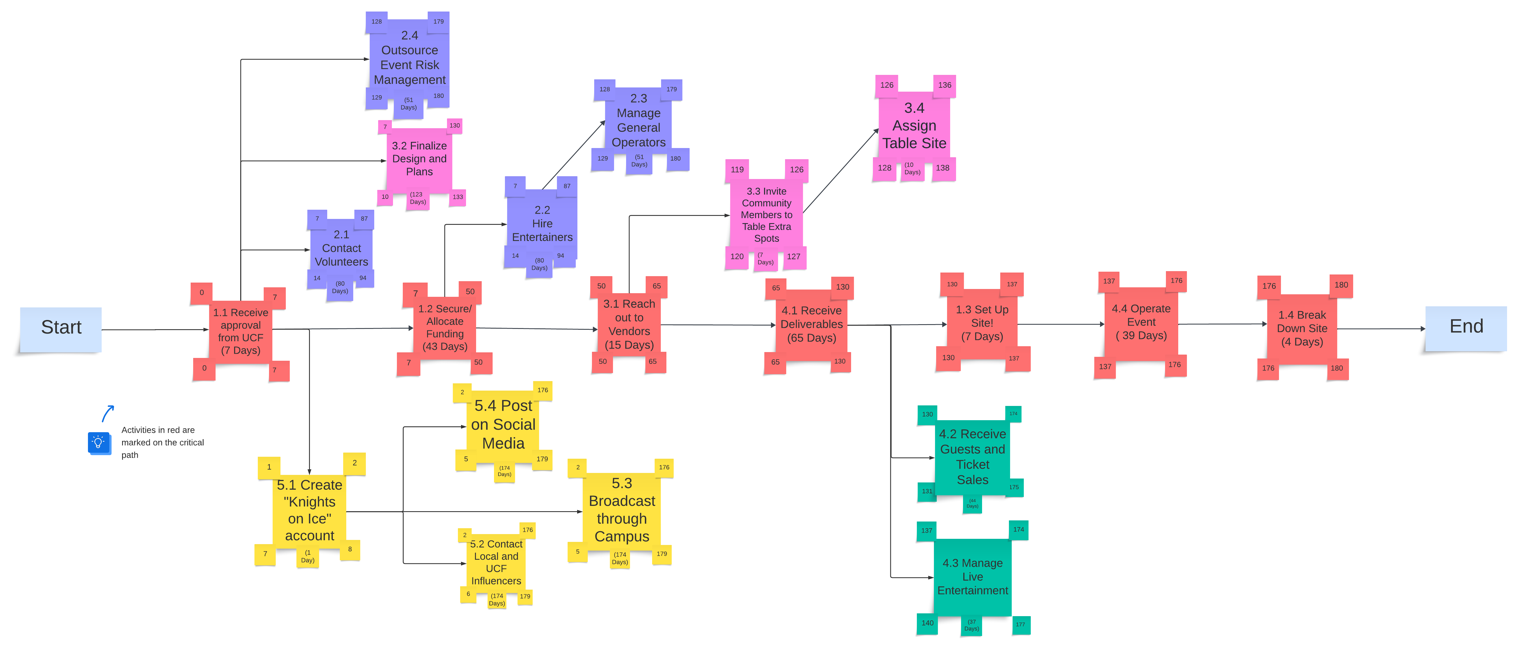 128
179
2.4
Outsource
Event Risk
Management
129
(51
Days)
180
7
130
3.2 Finalize
Design and
Plans
10
(123
Days)
133
7
87
2.1
Contact
Volunteers
14
(80
Days)
94
128
179
2.3
Manage
General
Operators
129
(51
Days)
180
7
87
2.2
Hire
Entertainers
14
(80
Days)
94
126
136
3.4
Assign
Table Site
128
(10
Days)
138
119
126
3.3 Invite
Community
Members to
Table Extra
Spots
120
(7
Days)
127
Start
0
7
1.1 Receive
approval
from UCF
(7 Days)
0
7
7
50
1.2 Secure/
Allocate
Funding
(43 Days)
7
50
50
65
3.1 Reach
out to
Vendors
(15 Days)
50
65
65
130
4.1 Receive
Deliverables
(65 Days)
65
130
130
137
1.3 Set Up
Site!
(7 Days)
130
137
137
176
4.4 Operate
Event
( 39 Days)
137
176
176
180
1.4 Break
Down Site
(4 Days)
176
180
End
Activities in red are
marked on the critical
path
1
2
5.1 Create
"Knights
on Ice"
account
7
(1
Day)
8
2
176
5.4 Post
on Social
Media
5
(174
Days)
179
2
176
5.3
Broadcast
through
Campus
5
(174
Days)
179
2
176
5.2 Contact
Local and
UCF
Influencers
6
(174
Days)
179
130
174
4.2 Receive
Guests and
Ticket
Sales
131
(44
Days)
175
137
174
4.3 Manage
Live
Entertainment
140
(37
Days)
177